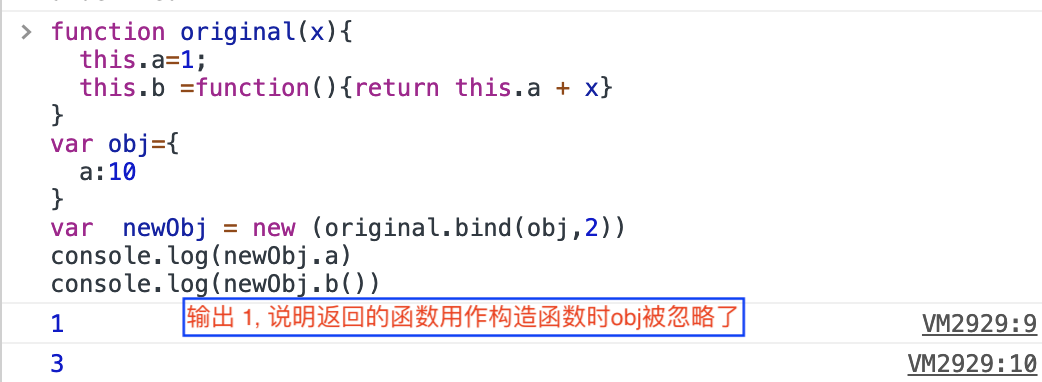 > function original(x){
this.a=1;
this.b =function(){return this.a + x}
}
var obj={
a:10
}
var  newObj = new (original.bind(obj,2))
console.log(newObj.a)
console.log(newObj.b())
1 输出 1, 说明返回的函数用作构造函数时obj被忽略了 VM2929:9
3 VM2929:10